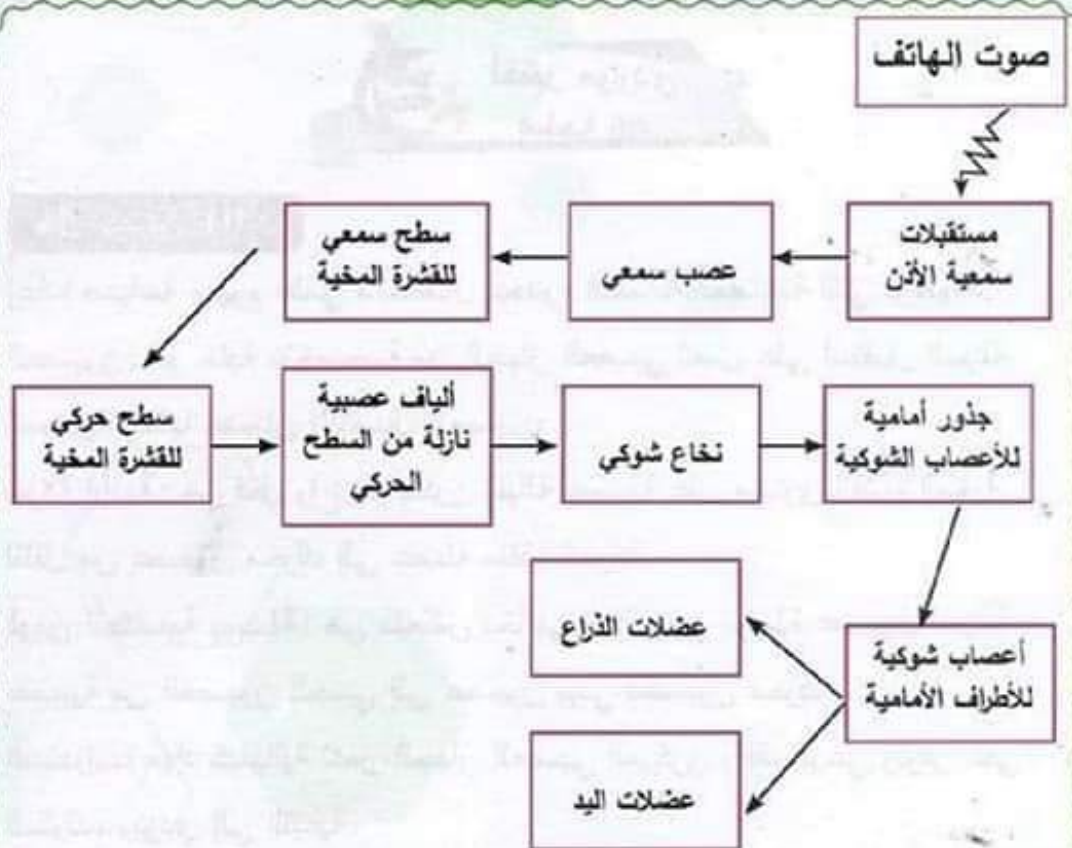 صوت الهاتف
مستقبلات
سمعية الأذن
عصب سمعي
سطح سمعي
للقشرة المخية
سطح حركي
للقشرة المخية
ألياف عصبية
نازلة من السطح
الحركي
نخاع شوكي
جذور أمامية
للأعصاب الشوكية
أعصاب شوكية
للأطراف الأمامية
عضلات الذراع
عضلات اليد